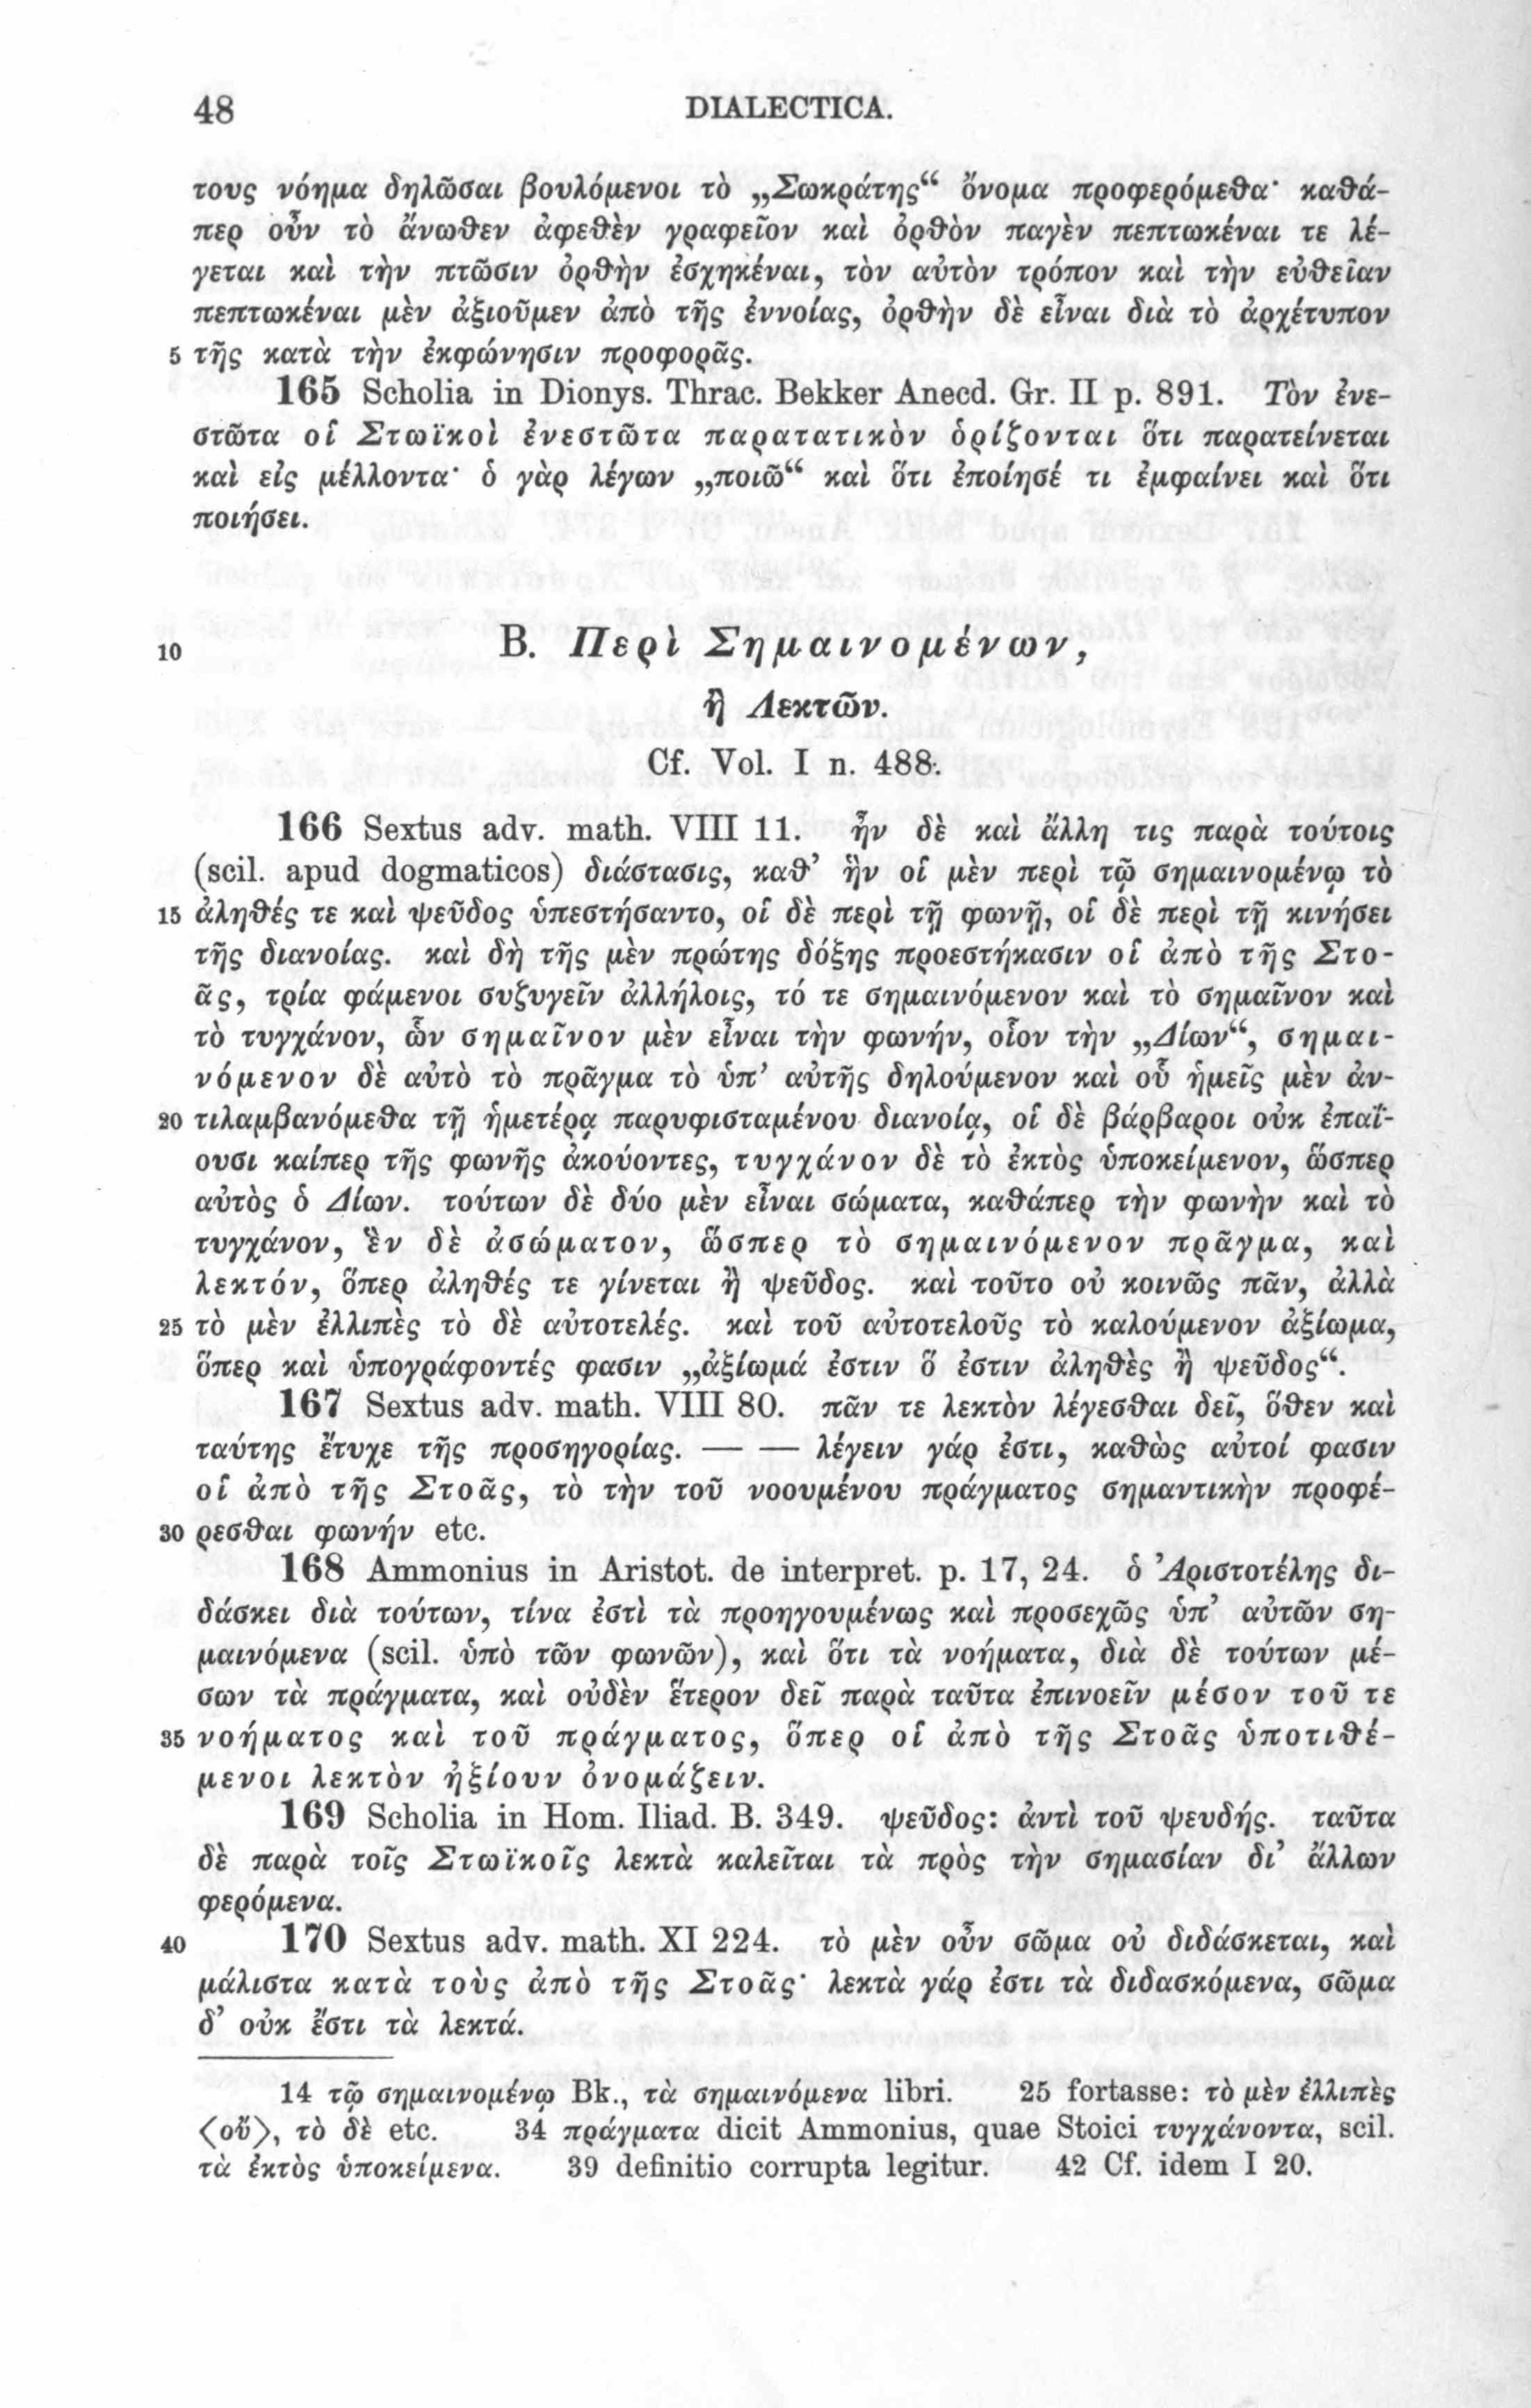 48 DIALECTICA.
τους νόημα δηλῶσαι βουλόμενοι τὸ „Σωκράτης“ ὄνομα προφερόμεθα· καθά-
περ οὖν τὸ ἄνωθεν ἀφεθὲν γραφεῖον καὶ ὀρθὸν παγὲν πεπτωκέναι τε λέ-
γεται καὶ τὴν πτῶσιν ὀρθὴν ἐσχηκέναι, τὸν αὐτὸν τρόπον καὶ τὴν εὐθεῖαν
πεπτωκέναι μὲν ἀξιοῦμεν ἀπὸ τῆς ἐννοίας, ὀρθὴν δὲ εἶναι διὰ τὸ ἀρχέτυπον
5 τῆς κατὰ τὴν ἐκφώνησιν προφορᾶς.
165 Scholia in Dionys. Thrac. Bekker Anecd. Gr. II p. 891. Τὸν ἐνε-
στῶτα οἱ Στωϊκοὶ ἐνεστῶτα παρατατικὸν ὁρίζονται ὅτι παρατείνεται
καὶ εἰς μέλλοντα· ὁ γὰρ λέγων „ποιῶ“ καὶ ὅτι ἐποίησέ τι ἐμφαίνει καὶ ὅτι
ποιήσει.
10 B. Περὶ Σημαινομένων,
ἢ Λεκτῶν.
Cf. Vol. I n. 488.
166 Sextus adv. math. VIII 11. ἦν δὲ καὶ ἄλλη τις παρὰ τούτοις
(scil. apud dogmaticos) διάστασις, καθ’ ἣν οἱ μὲν περὶ τῷ σημαινομένῳ τὸ
15 ἀληθές τε καὶ ψεῦδος ὑπεστήσαντο, οἱ δὲ περὶ τῇ φωνῇ, οἱ δὲ περὶ τῇ κινήσει
τῆς διανοίας. καὶ δὴ τῆς μὲν πρώτης δόξης προεστήκασιν οἱ ἀπὸ τῆς Στο-
ᾶς, τρία φάμενοι συζυγεῖν ἀλλήλοις, τό τε σημαινόμενον καὶ τὸ σημαῖνον καὶ
τὸ τυγχάνον, ὧν σημαῖνον μὲν εἶναι τὴν φωνήν, οἷον τὴν „Δίων“, σημαι-
νόμενον δὲ αὐτὸ τὸ πρᾶγμα τὸ ὑπ’ αὐτῆς δηλούμενον καὶ οὗ ἡμεῖς μὲν ἀν-
20 τιλαμβανόμεθα τῇ ἡμετέρᾳ παρυφισταμένου διανοίᾳ, οἱ δὲ βάρβαροι οὐκ ἐπαΐ-
ουσι καίπερ τῆς φωνῆς ἀκούοντες, τυγχάνον δὲ τὸ ἐκτὸς ὑποκείμενον, ὥσπερ
αὐτὸς ὁ Δίων. τούτων δὲ δύο μὲν εἶναι σώματα, καθάπερ τὴν φωνὴν καὶ τὸ
τυγχάνον, ἓν δὲ ἀσώματον, ὥσπερ τὸ σημαινόμενον πρᾶγμα, καὶ
λεκτόν, ὅπερ ἀληθές τε γίνεται ἢ ψεῦδος. καὶ τοῦτο οὐ κοινῶς πᾶν, ἀλλὰ
25 τὸ μὲν ἐλλιπὲς τὸ δὲ αὐτοτελές. καὶ τοῦ αὐτοτελοῦς τὸ καλούμενον ἀξίωμα,
ὅπερ καὶ ὑπογράφοντές φασιν „ἀξίωμά ἐστιν ὅ ἐστιν ἀληθὲς ἢ ψεῦδος“.
167 Sextus adv. math. VIII 80. πᾶν τε λεκτὸν λέγεσθαι δεῖ, ὅθεν καὶ
ταύτης ἔτυχε τῆς προσηγορίας. — — λέγειν γάρ ἐστι, καθὼς αὐτοί φασιν
οἱ ἀπὸ τῆς Στοᾶς, τὸ τὴν τοῦ νοουμένου πράγματος σημαντικὴν προφέ-
30 ρεσθαι φωνήν etc.
168 Ammonius in Aristot. de interpret. p. 17, 24. ὁ Ἀριστοτέλης δι-
δάσκει διὰ τούτων, τίνα ἐστὶ τὰ προηγουμένως καὶ προσεχῶς ὑπ’ αὐτῶν ση-
μαινόμενα (scil. ὑπὸ τῶν φωνῶν), καὶ ὅτι τὰ νοήματα, διὰ δὲ τούτων μέ-
σων τὰ πράγματα, καὶ οὐδὲν ἕτερον δεῖ παρὰ ταῦτα ἐπινοεῖν μέσον τοῦ τε
35 νοήματος καὶ τοῦ πράγματος, ὅπερ οἱ ἀπὸ τῆς Στοᾶς ὑποτιθέ-
μενοι λεκτὸν ἠξίουν ὀνομάζειν.
169 Scholia in Hom. Iliad. B. 349. ψεῦδος: ἀντὶ τοῦ ψευδής. ταῦτα
δὲ παρὰ τοῖς Στωϊκοῖς λεκτὰ καλεῖται τὰ πρὸς τὴν σημασίαν δι’ ἄλλων
φερόμενα.
40 170 Sextus adv. math. XI 224. τὸ μὲν οὖν σῶμα οὐ διδάσκεται, καὶ
μάλιστα κατὰ τοὺς ἀπὸ τῆς Στοᾶς· λεκτὰ γάρ ἐστι τὰ διδασκόμενα, σῶμα
δ’ οὐκ ἔστι τὰ λεκτά.
14 τῷ σημαινομένῳ Bk., τὰ σημαινόμενα libri. 25 fortasse: τὸ μὲν ἐλλιπὲς
⟨οὔ⟩, τὸ δὲ etc. 34 πράγματα dicit Ammonius, quae Stoici τυγχάνοντα, scil.
τὰ ἐκτὸς ὑποκείμενα. 39 definitio corrupta legitur. 42 Cf. idem I 20.